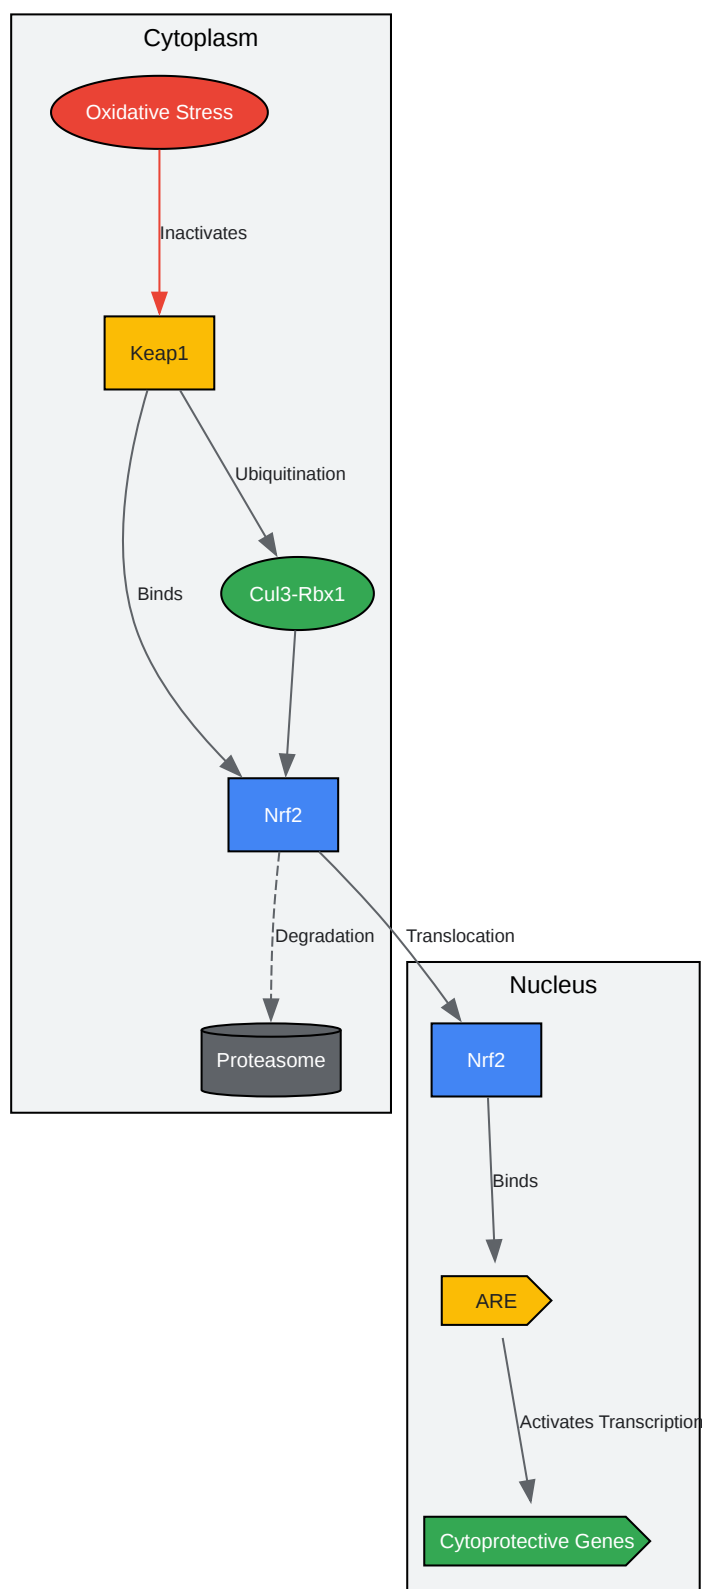 Cytoplasm
Oxidative Stress
Inactivates
Keap1
Ubiquitination
Binds
Cul3-Rbx1
Nrf2
Degradation
Translocation
Nucleus
Proteasome
Nrf2
Binds
ARE
Activates Transcription
Cytoprotective Genes